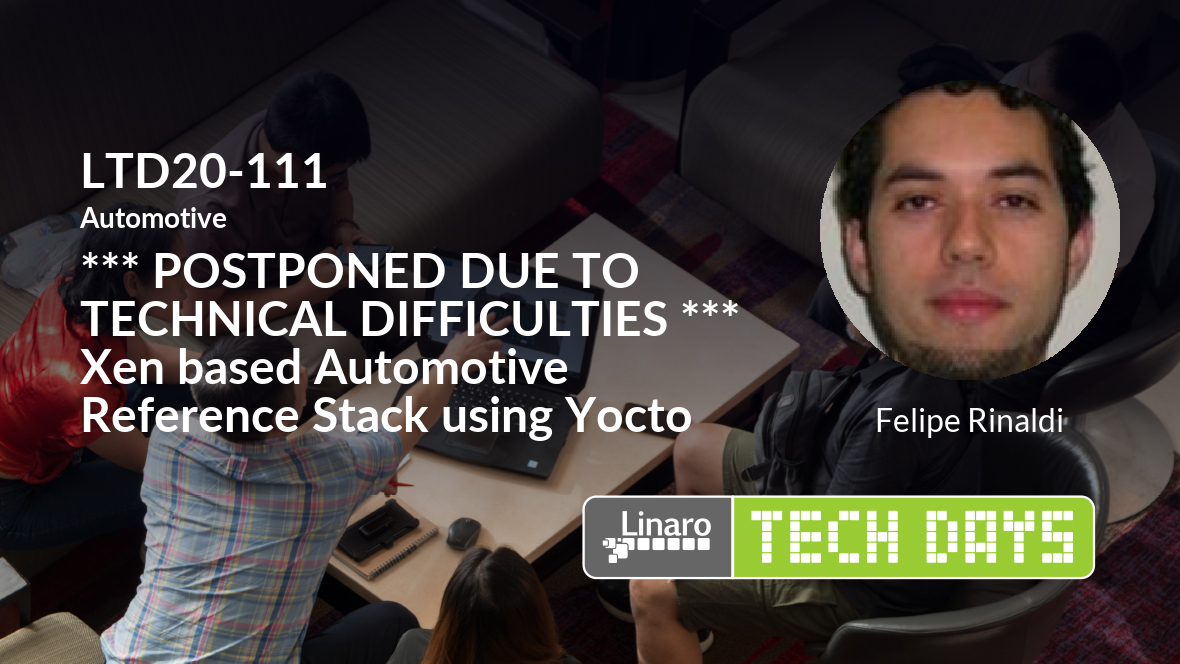 LTD20-111
Automotive
*** POSTPONED DUE TO
TECHNICAL DIFFICULTIES ***
Xen based Automotive
Reference Stack using Yocto
Felipe Rinaldi
Linaro
TECH DAYS